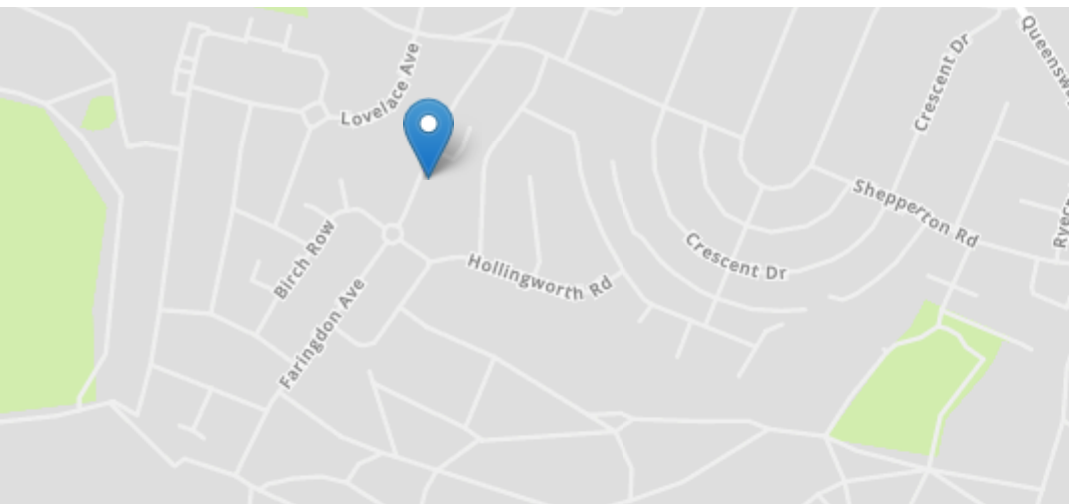 Lovelace Ave
Crescent Dr
Shepperton Rd
Birch Row
Hollingworth Rd
Crescent Dr
Faringdon Ave